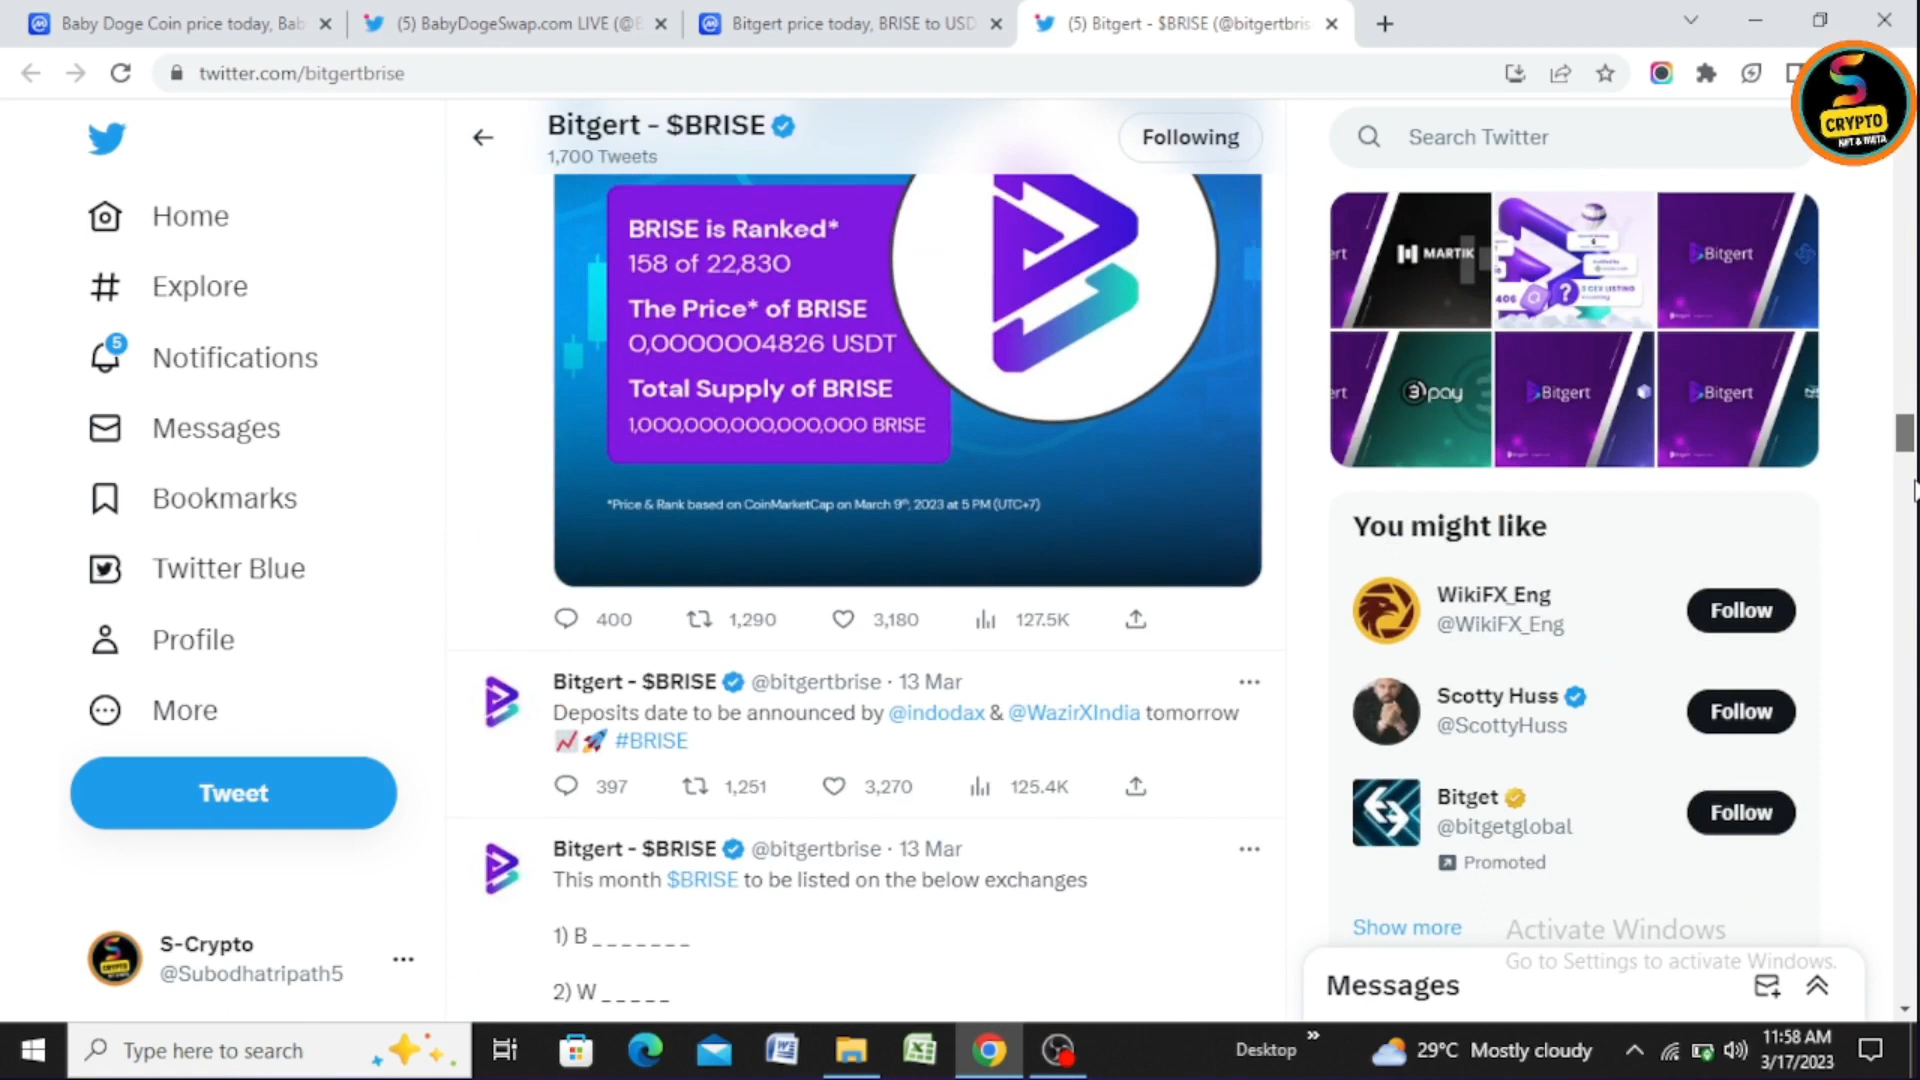 Baby Doge Coin price today, Bab
(5) BabyDogeSwap.com LIVE (@E
Bitgert price today, BRISE to USD
(5) Bitgert - $BRISE (@bitgertbris
twitter.com/bitgertbrise
S
CRYPTO
NFT & META
Bitgert - $BRISE
1,700 Tweets
Following
Search Twitter
Home
Explore
5
Notifications
Messages
Bookmarks
Twitter Blue
Profile
More
Tweet
S-Crypto
@Subodhatripath5
BRISE is Ranked*
158 of 22,830
The Price* of BRISE
0,0000004826 USDT
Total Supply of BRISE
1,000,000,000,000,000 BRISE
*Price & Rank based on CoinMarketCap on March 9th, 2023 at 5 PM (UTC+7)
400 1,290 3,180 127.5K
Bitgert - $BRISE @bitgertbrise · 13 Mar
Deposits date to be announced by @indodax & @WazirXIndia tomorrow
#BRISE
397 1,251 3,270 125.4K
Bitgert - $BRISE @bitgertbrise · 13 Mar
This month $BRISE to be listed on the below exchanges
1) B _ _ _ _ _ _ _
2) W _ _ _ _ _
ert MARTIK
406 3 CEX LISTING
Bitgert
ert 3pay
Bitgert
Bitgert
You might like
WikiFX_Eng
@WikiFX_Eng
Follow
Scotty Huss
@ScottyHuss
Follow
Bitget
@bitgetglobal
Promoted
Follow
Show more
Activate Windows
Go to Settings to activate Windows.
Messages
Type here to search
Desktop
29°C Mostly cloudy
11:58 AM
3/17/2023